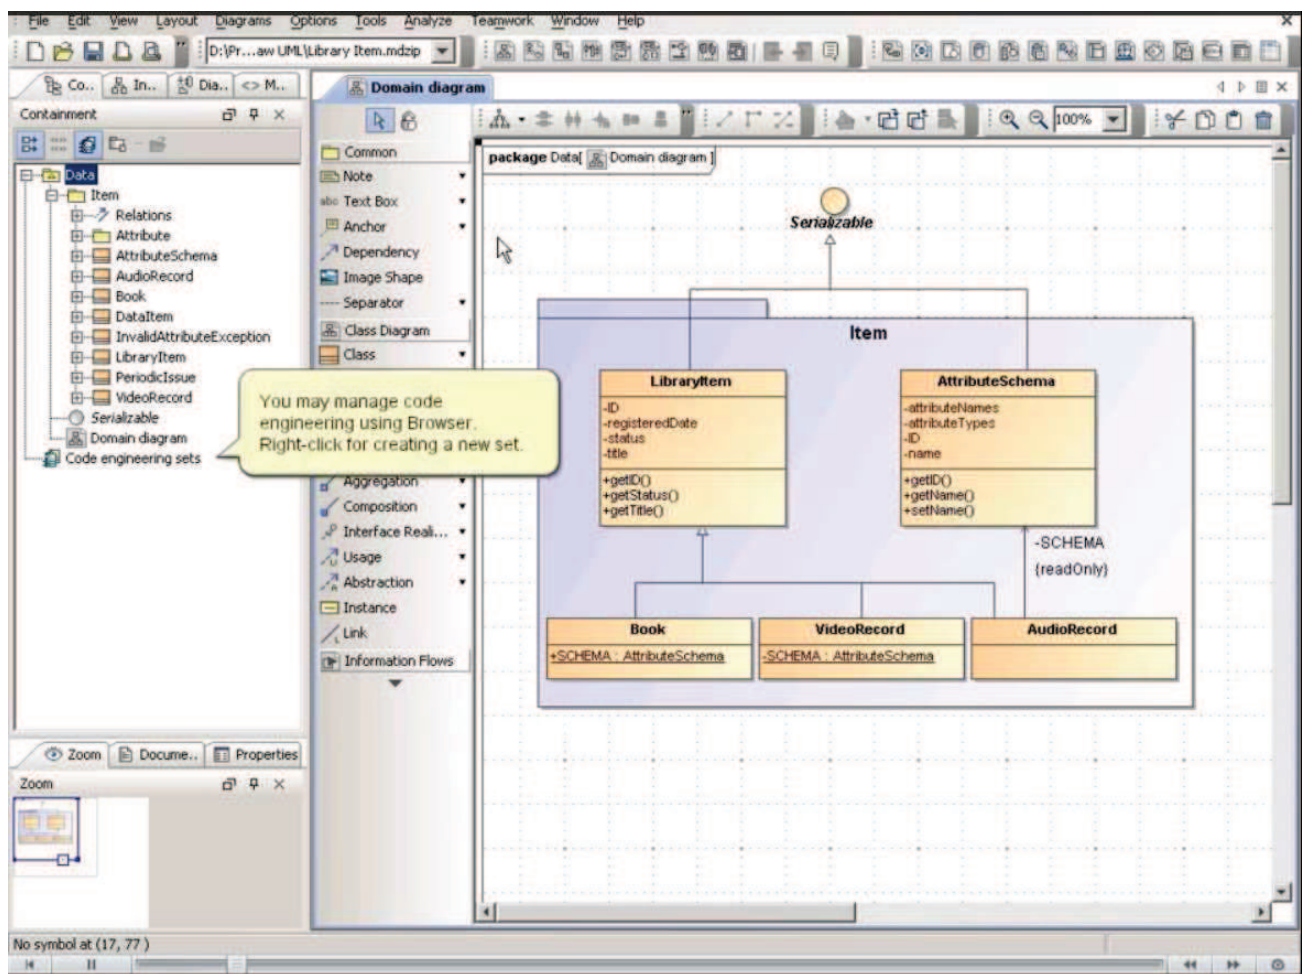 File Edit View Layout Diagrams Options Tools Analyze Teamwork Window Help
D:\Pr...aw UML\Library Item.mdzip
Co.. In.. Dia.. <> M..
Containment
Data
Item
Relations
Attribute
AttributeSchema
AudioRecord
Book
DataItem
InvalidAttributeException
LibraryItem
PeriodicIssue
VideoRecord
Serializable
Domain diagram
Code engineering sets
You may manage code
engineering using Browser.
Right-click for creating a new set.
Zoom Docume.. Properties
Zoom
Domain diagram
100%
Common
Note
abc Text Box
Anchor
Dependency
Image Shape
Separator
Class Diagram
Class
Aggregation
Composition
Interface Reali...
Usage
Abstraction
Instance
Link
Information Flows
package Data[ Domain diagram ]
Serializable
Item
LibraryItem
-ID
-registeredDate
-status
-title
+getID()
+getStatus()
+getTitle()
AttributeSchema
-attributeNames
-attributeTypes
-ID
-name
+getID()
+getName()
+setName()
-SCHEMA
{readOnly}
Book
+SCHEMA : AttributeSchema
VideoRecord
-SCHEMA : AttributeSchema
AudioRecord
No symbol at (17, 77 )